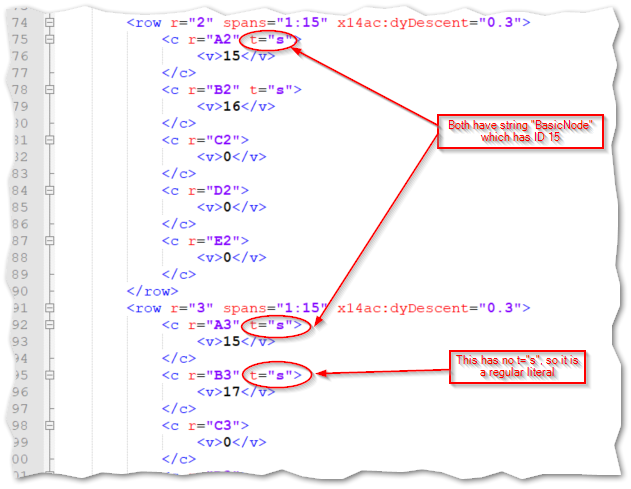 74 <row r="2" spans="1:15" x14ac:dyDescent="0.3">
75 <c r="A2" t="s">
76 <v>15</v>
77 </c>
78 <c r="B2" t="s">
79 <v>16</v>
80 </c>
81 <c r="C2">
82 <v>0</v>
83 </c>
84 <c r="D2">
85 <v>0</v>
86 </c>
87 <c r="E2">
88 <v>0</v>
89 </c>
90 </row>
91 <row r="3" spans="1:15" x14ac:dyDescent="0.3">
92 <c r="A3" t="s">
93 <v>15</v>
94 </c>
95 <c r="B3" t="s">
96 <v>17</v>
97 </c>
98 <c r="C3">
99 <v>0</v>
00 </c>
Both have string "BasicNode"
which has ID 15
This has no t="s", so it is
a regular literal